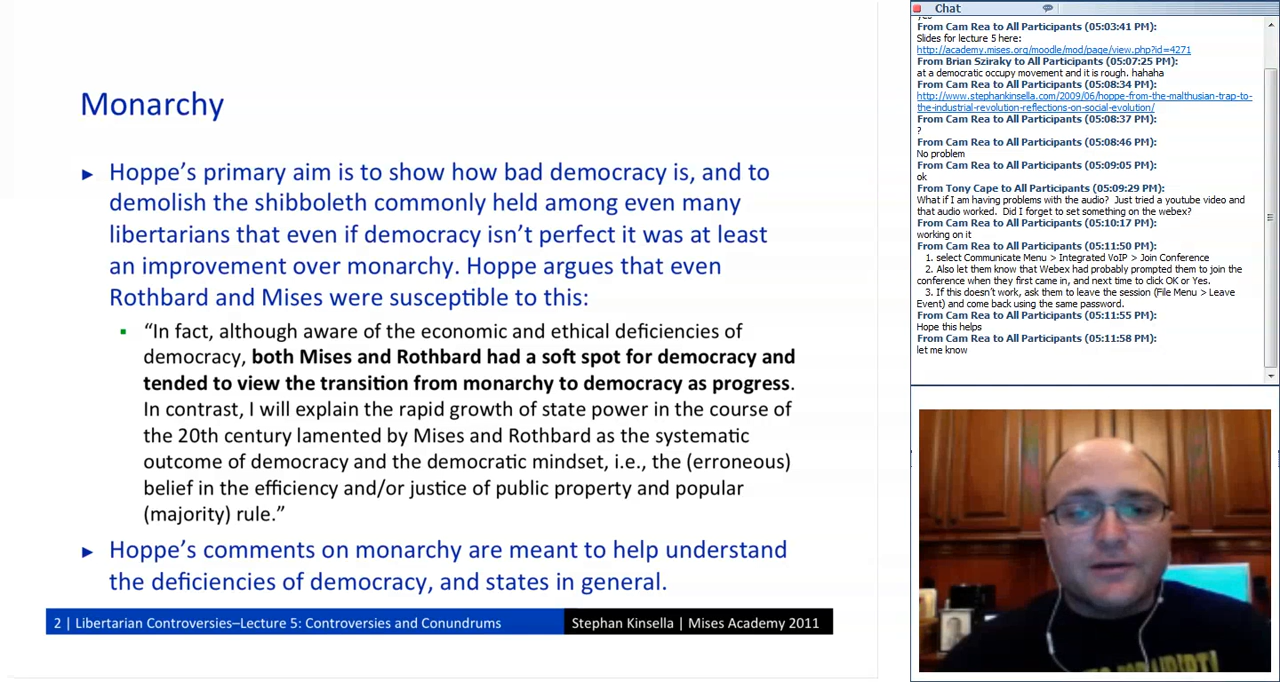 Monarchy
► Hoppe’s primary aim is to show how bad democracy is, and to
demolish the shibboleth commonly held among even many
libertarians that even if democracy isn’t perfect it was at least
an improvement over monarchy. Hoppe argues that even
Rothbard and Mises were susceptible to this:
▪ “In fact, although aware of the economic and ethical deficiencies of
democracy, both Mises and Rothbard had a soft spot for democracy and
tended to view the transition from monarchy to democracy as progress.
In contrast, I will explain the rapid growth of state power in the course of
the 20th century lamented by Mises and Rothbard as the systematic
outcome of democracy and the democratic mindset, i.e., the (erroneous)
belief in the efficiency and/or justice of public property and popular
(majority) rule.”
► Hoppe’s comments on monarchy are meant to help understand
the deficiencies of democracy, and states in general.
2 | Libertarian Controversies–Lecture 5: Controversies and Conundrums
Stephan Kinsella | Mises Academy 2011
Chat
yes
From Cam Rea to All Participants (05:03:41 PM):
Slides for lecture 5 here:
http://academy.mises.org/moodle/mod/page/view.php?id=4271
From Brian Sziraky to All Participants (05:07:25 PM):
at a democratic occupy movement and it is rough. hahaha
From Cam Rea to All Participants (05:08:34 PM):
http://www.stephankinsella.com/2009/06/hoppe-from-the-malthusian-trap-to-
the-industrial-revolution-reflections-on-social-evolution/
From Cam Rea to All Participants (05:08:37 PM):
?
From Cam Rea to All Participants (05:08:46 PM):
No problem
From Cam Rea to All Participants (05:09:05 PM):
ok
From Tony Cape to All Participants (05:09:29 PM):
What if I am having problems with the audio? Just tried a youtube video and
that audio worked. Did I forget to set something on the webex?
From Cam Rea to All Participants (05:10:17 PM):
working on it
From Cam Rea to All Participants (05:11:50 PM):
1. select Communicate Menu > Integrated VoIP > Join Conference
2. Also let them know that Webex had probably prompted them to join the
conference when they first came in, and next time to click OK or Yes.
3. If this doesn't work, ask them to leave the session (File Menu > Leave
Event) and come back using the same password.
From Cam Rea to All Participants (05:11:55 PM):
Hope this helps
From Cam Rea to All Participants (05:11:58 PM):
let me know